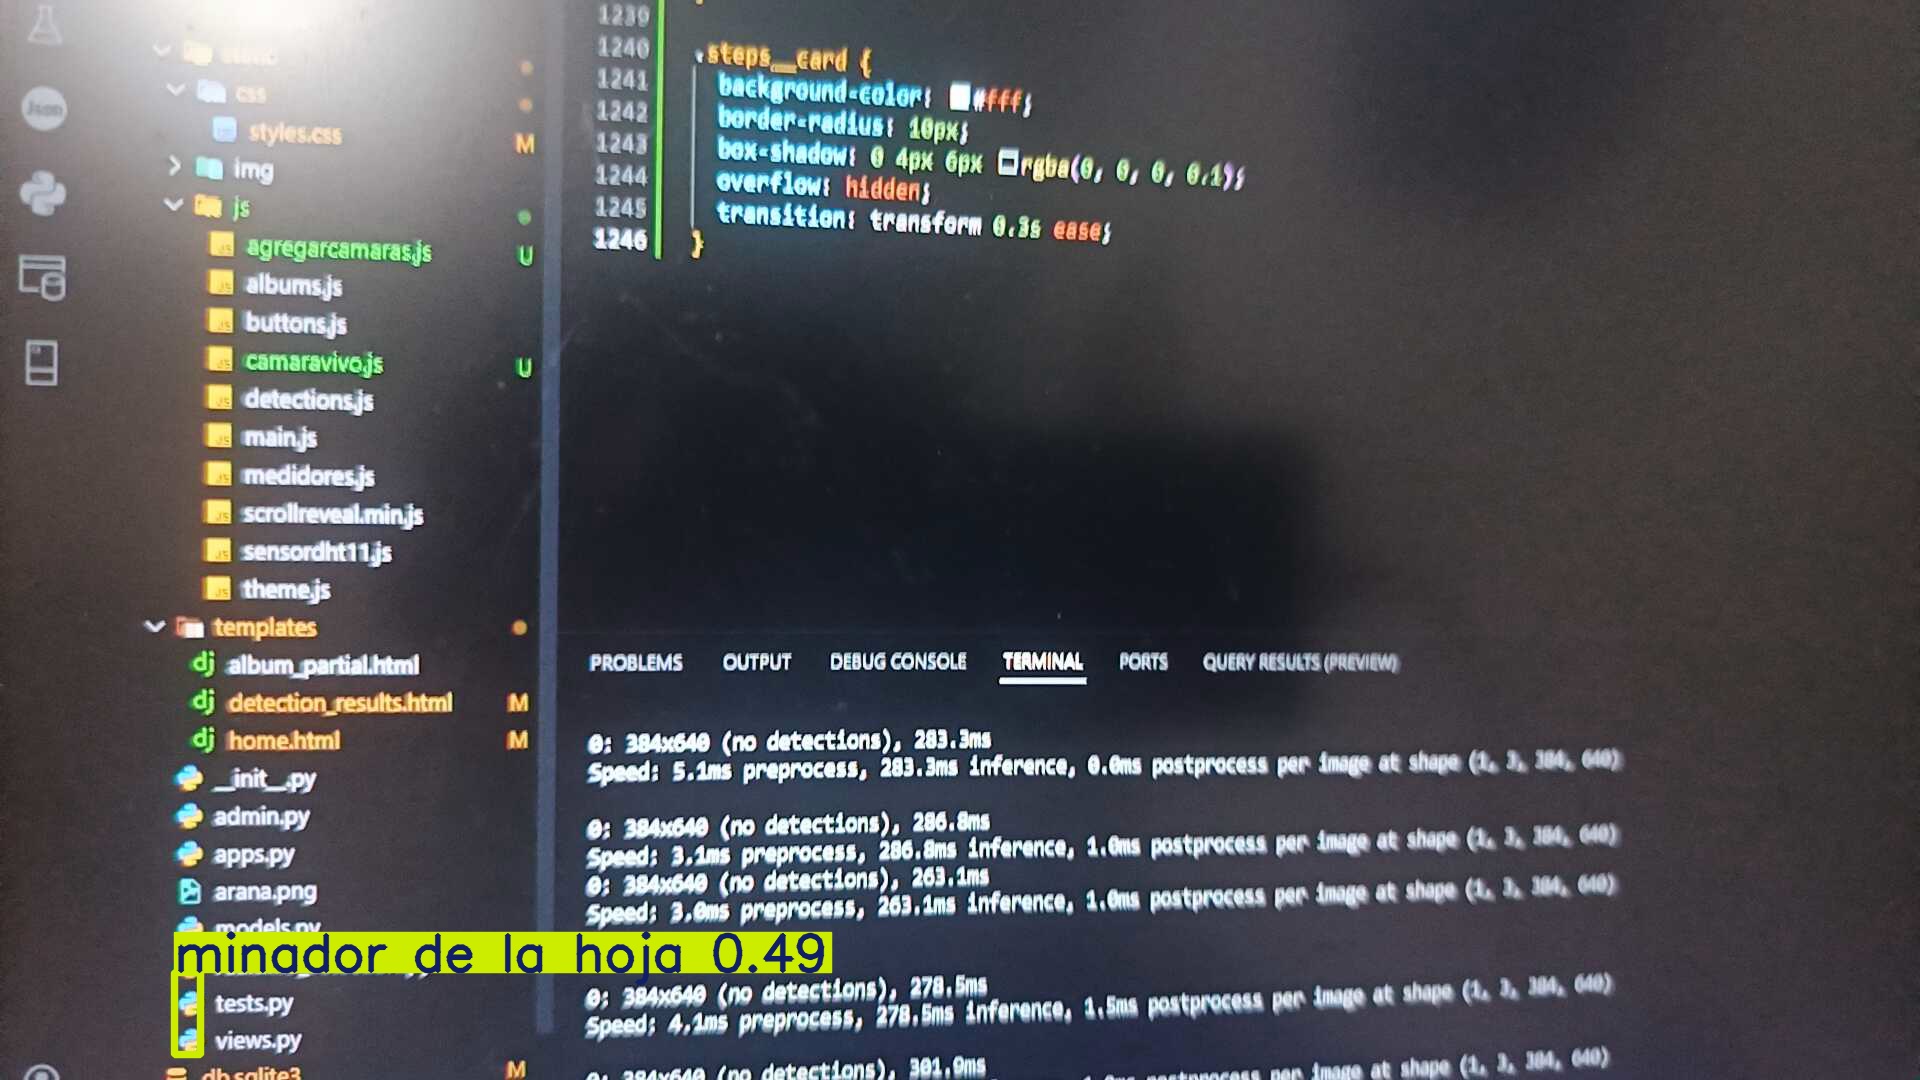 css
styles.css M
img
js
agregarcamaras.js U
albums.js
buttons.js
camaravivo.js U
detections.js
main.js
medidores.js
scrollreveal.min.js
sensordht11.js
theme.js
templates
album_partial.html
detection_results.html M
home.html M
__init__.py
admin.py
apps.py
arana.png
models.py
minador de la hoja 0.49
tests.py
views.py
db.sqlite3 M
1239
1240 .steps__card {
1241 background-color: #fff;
1242 border-radius: 10px;
1243 box-shadow: 0 4px 6px rgba(0, 0, 0, 0.1);
1244 overflow: hidden;
1245 transition: transform 0.3s ease;
1246 }
PROBLEMS OUTPUT DEBUG CONSOLE TERMINAL PORTS QUERY RESULTS (PREVIEW)
0: 384x640 (no detections), 283.3ms
Speed: 5.1ms preprocess, 283.3ms inference, 0.0ms postprocess per image at shape (1, 3, 384, 640)
0: 384x640 (no detections), 286.8ms
Speed: 3.1ms preprocess, 286.8ms inference, 1.0ms postprocess per image at shape (1, 3, 384, 640)
0: 384x640 (no detections), 263.1ms
Speed: 3.0ms preprocess, 263.1ms inference, 1.0ms postprocess per image at shape (1, 3, 384, 640)
0: 384x640 (no detections), 278.5ms
Speed: 4.1ms preprocess, 278.5ms inference, 1.5ms postprocess per image at shape (1, 3, 384, 640)
0: 384x640 (no detections), 301.9ms
postprocess per image at shape (1, 3, 384, 640)